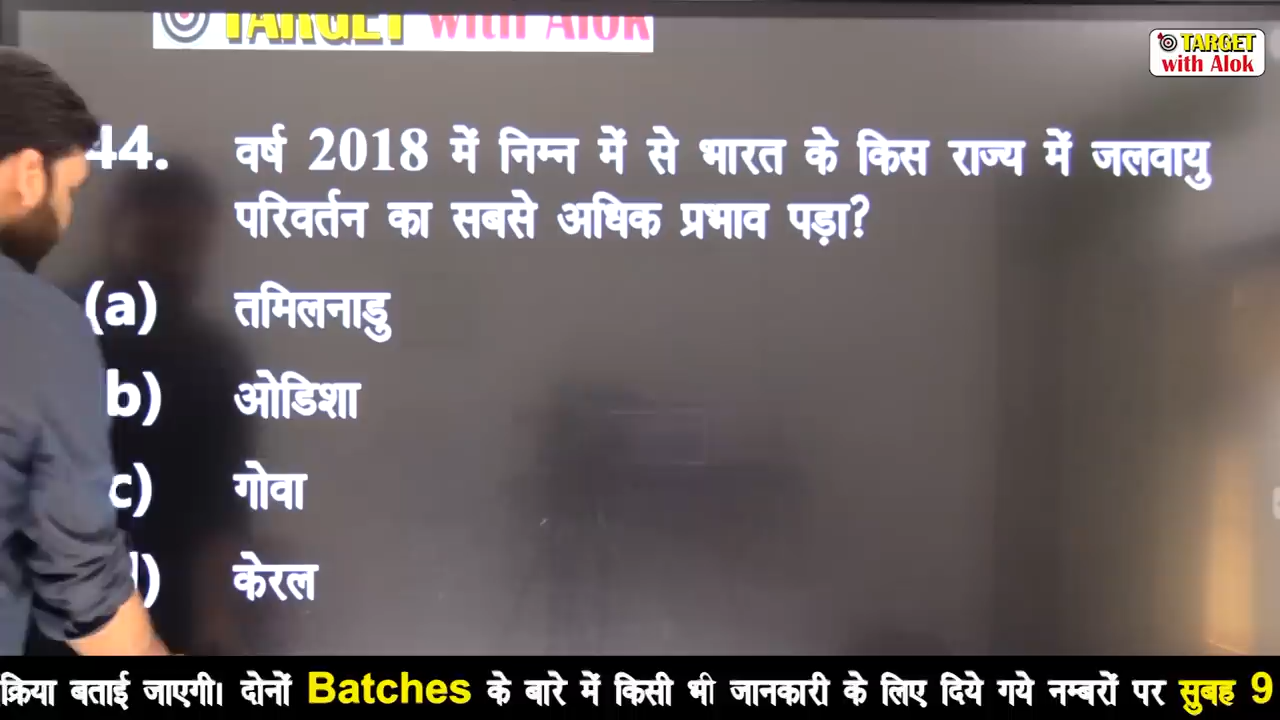 TARGET with Alok
TARGET
with Alok
44. वर्ष 2018 में निम्न में से भारत के किस राज्य में जलवायु
परिवर्तन का सबसे अधिक प्रभाव पड़ा?
(a) तमिलनाडु
b) ओडिशा
c) गोवा
) केरल
क्रिया बताई जाएगी। दोनों Batches के बारे में किसी भी जानकारी के लिए दिये गये नम्बरों पर सुबह 9